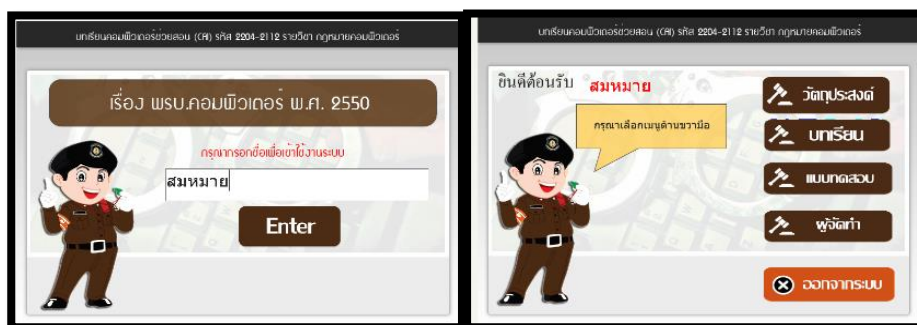 บทเรียนคอมพิวเตอร์ช่วยสอน (CAI) รหัส 2204-2112 รายวิชา กฎหมายคอมพิวเตอร์
เรื่อง พรบ.คอมพิวเตอร์ พ.ศ. 2550
กรุณากรอกชื่อเพื่อเข้าใช้งานระบบ
สมหมาย
Enter
บทเรียนคอมพิวเตอร์ช่วยสอน (CAI) รหัส 2204-2112 รายวิชา กฎหมายคอมพิวเตอร์
ยินดีต้อนรับ สมหมาย
กรุณาเลือกเมนูด้านขวามือ
วัตถุประสงค์
บทเรียน
แบบทดสอบ
ผู้จัดทำ
ออกจากระบบ